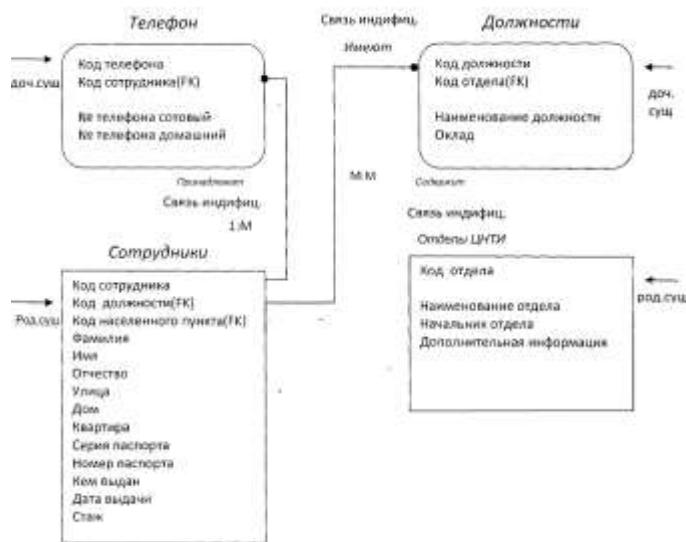 Телефон
Код телефона
Код сотрудника(FK)
№ телефона сотовый
№ телефона домашний
доч.сущ
Принадлежат
Связь индифиц.
1:М
Связь индифиц.
Имеют
М:М
Должности
Код должности
Код отдела(FK)
Наименование должности
Оклад
доч.
сущ
Содержит
Связь индифиц.
Отделы ЦНТИ
Код отдела
Наименование отдела
Начальник отдела
Дополнительная информация
род.сущ
Сотрудники
Код сотрудника
Код должности(FK)
Код населенного пункта(FK)
Фамилия
Имя
Отчество
Улица
Дом
Квартира
Серия паспорта
Номер паспорта
Кем выдан
Дата выдачи
Стаж
Род.сущ